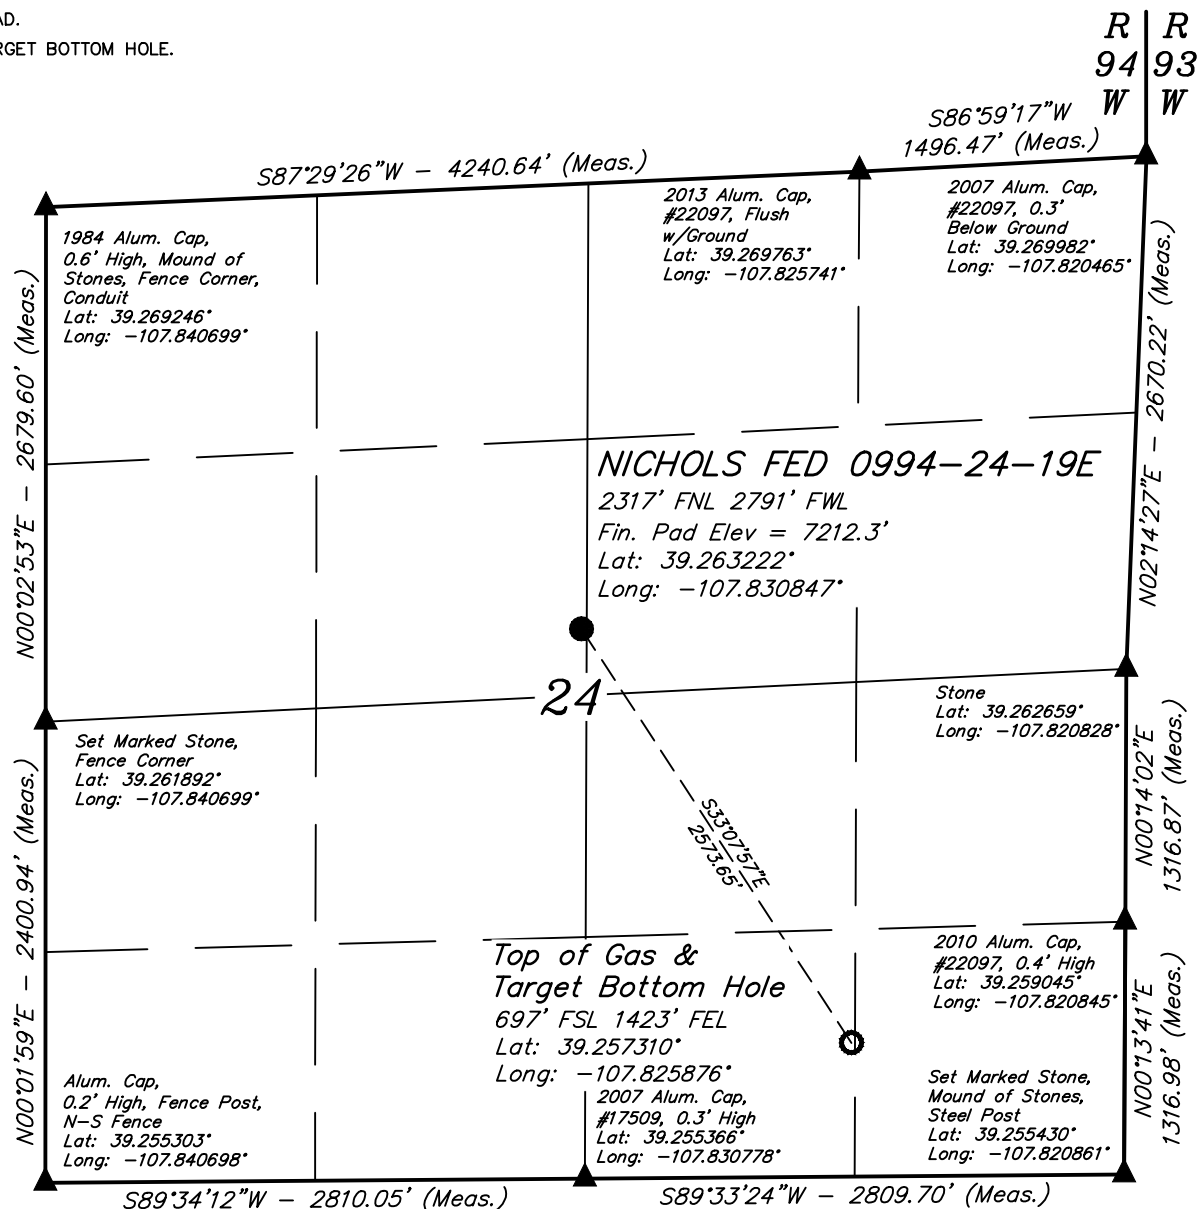 AD.
RGET BOTTOM HOLE.
R R
94 93
W W
S86°59'17"W
1496.47' (Meas.)
S87°29'26"W - 4240.64' (Meas.)
1984 Alum. Cap,
0.6' High, Mound of
Stones, Fence Corner,
Conduit
Lat: 39.269246°
Long: -107.840699°
2013 Alum. Cap,
#22097, Flush
w/Ground
Lat: 39.269763°
Long: -107.825741°
2007 Alum. Cap,
#22097, 0.3'
Below Ground
Lat: 39.269982°
Long: -107.820465°
N00°02'53"E - 2679.60' (Meas.)
N02°14'27"E - 2670.22' (Meas.)
NICHOLS FED 0994-24-19E
2317' FNL 2791' FWL
Fin. Pad Elev = 7212.3'
Lat: 39.263222°
Long: -107.830847°
24
Stone
Lat: 39.262659°
Long: -107.820828°
Set Marked Stone,
Fence Corner
Lat: 39.261892°
Long: -107.840699°
S33°07'57"E
2573.65'
N00°14'02"E
1316.87' (Meas.)
N00°01'59"E - 2400.94' (Meas.)
Top of Gas &
Target Bottom Hole
697' FSL 1423' FEL
Lat: 39.257310°
Long: -107.825876°
2010 Alum. Cap,
#22097, 0.4' High
Lat: 39.259045°
Long: -107.820845°
N00°13'41"E
1316.98' (Meas.)
Alum. Cap,
0.2' High, Fence Post,
N-S Fence
Lat: 39.255303°
Long: -107.840698°
2007 Alum. Cap,
#17509, 0.3' High
Lat: 39.255366°
Long: -107.830778°
Set Marked Stone,
Mound of Stones,
Steel Post
Lat: 39.255430°
Long: -107.820861°
S89°34'12"W - 2810.05' (Meas.)
S89°33'24"W - 2809.70' (Meas.)